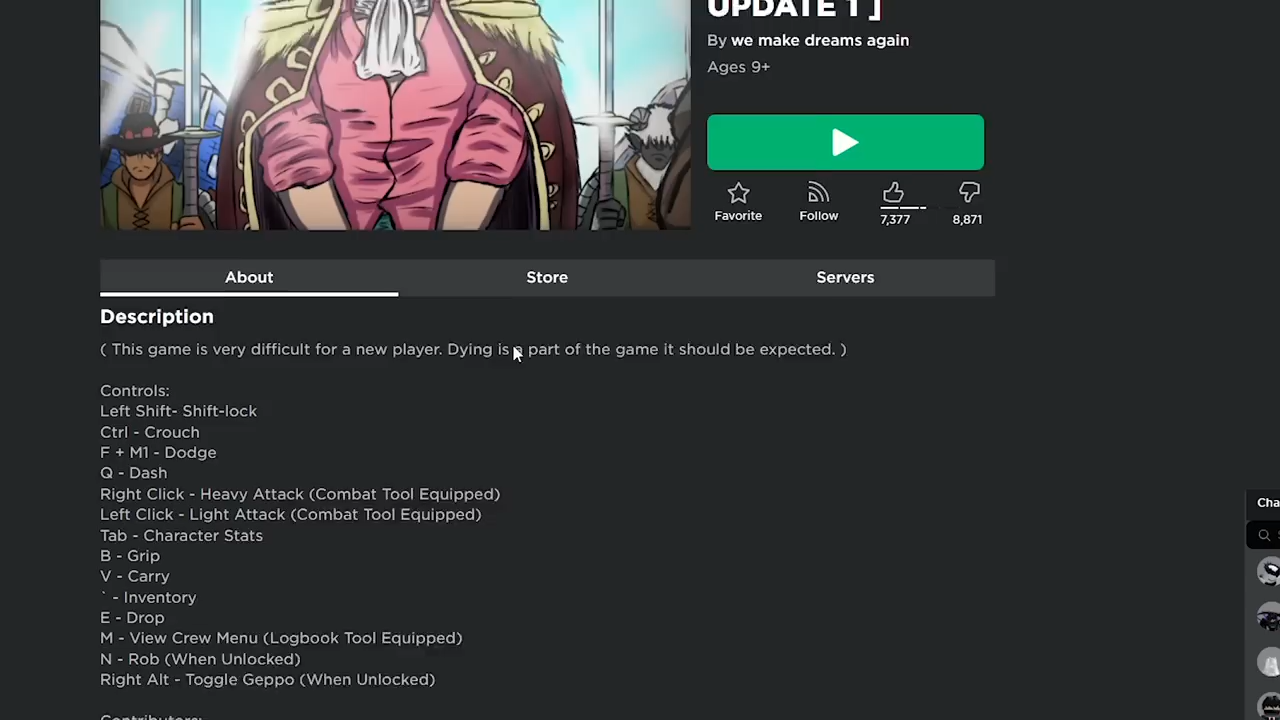 UPDATE 1 ]
By we make dreams again
Ages 9+
Favorite
Follow
7,377
8,871
About
Store
Servers
Description
( This game is very difficult for a new player. Dying is a part of the game it should be expected. )
Controls:
Left Shift- Shift-lock
Ctrl - Crouch
F + M1 - Dodge
Q - Dash
Right Click - Heavy Attack (Combat Tool Equipped)
Left Click - Light Attack (Combat Tool Equipped)
Tab - Character Stats
B - Grip
V - Carry
` - Inventory
E - Drop
M - View Crew Menu (Logbook Tool Equipped)
N - Rob (When Unlocked)
Right Alt - Toggle Geppo (When Unlocked)
Contributors:
Cha